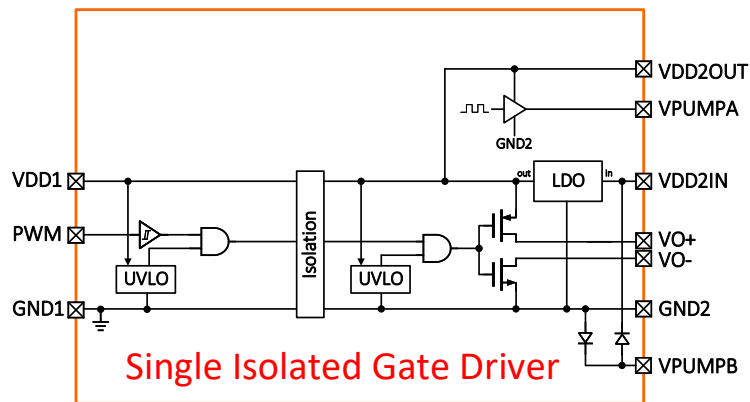 VDD2OUT
VPUMPA
GND2
VDD1
out
LDO
in
VDD2IN
PWM
Isolation
VO+
VO-
UVLO
UVLO
GND1
GND2
Single Isolated Gate Driver
VPUMPB